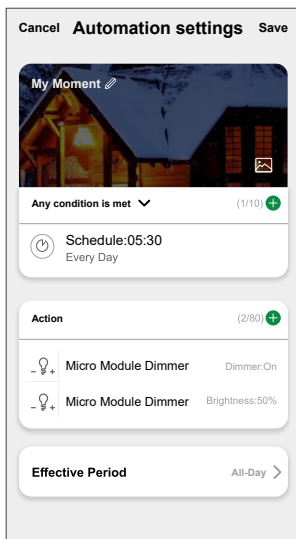 Cancel Automation settings Save
My Moment
Any condition is met (1/10)
Schedule:05:30
Every Day
Action (2/80)
Micro Module Dimmer Dimmer:On
Micro Module Dimmer Brightness:50%
Effective Period All-Day